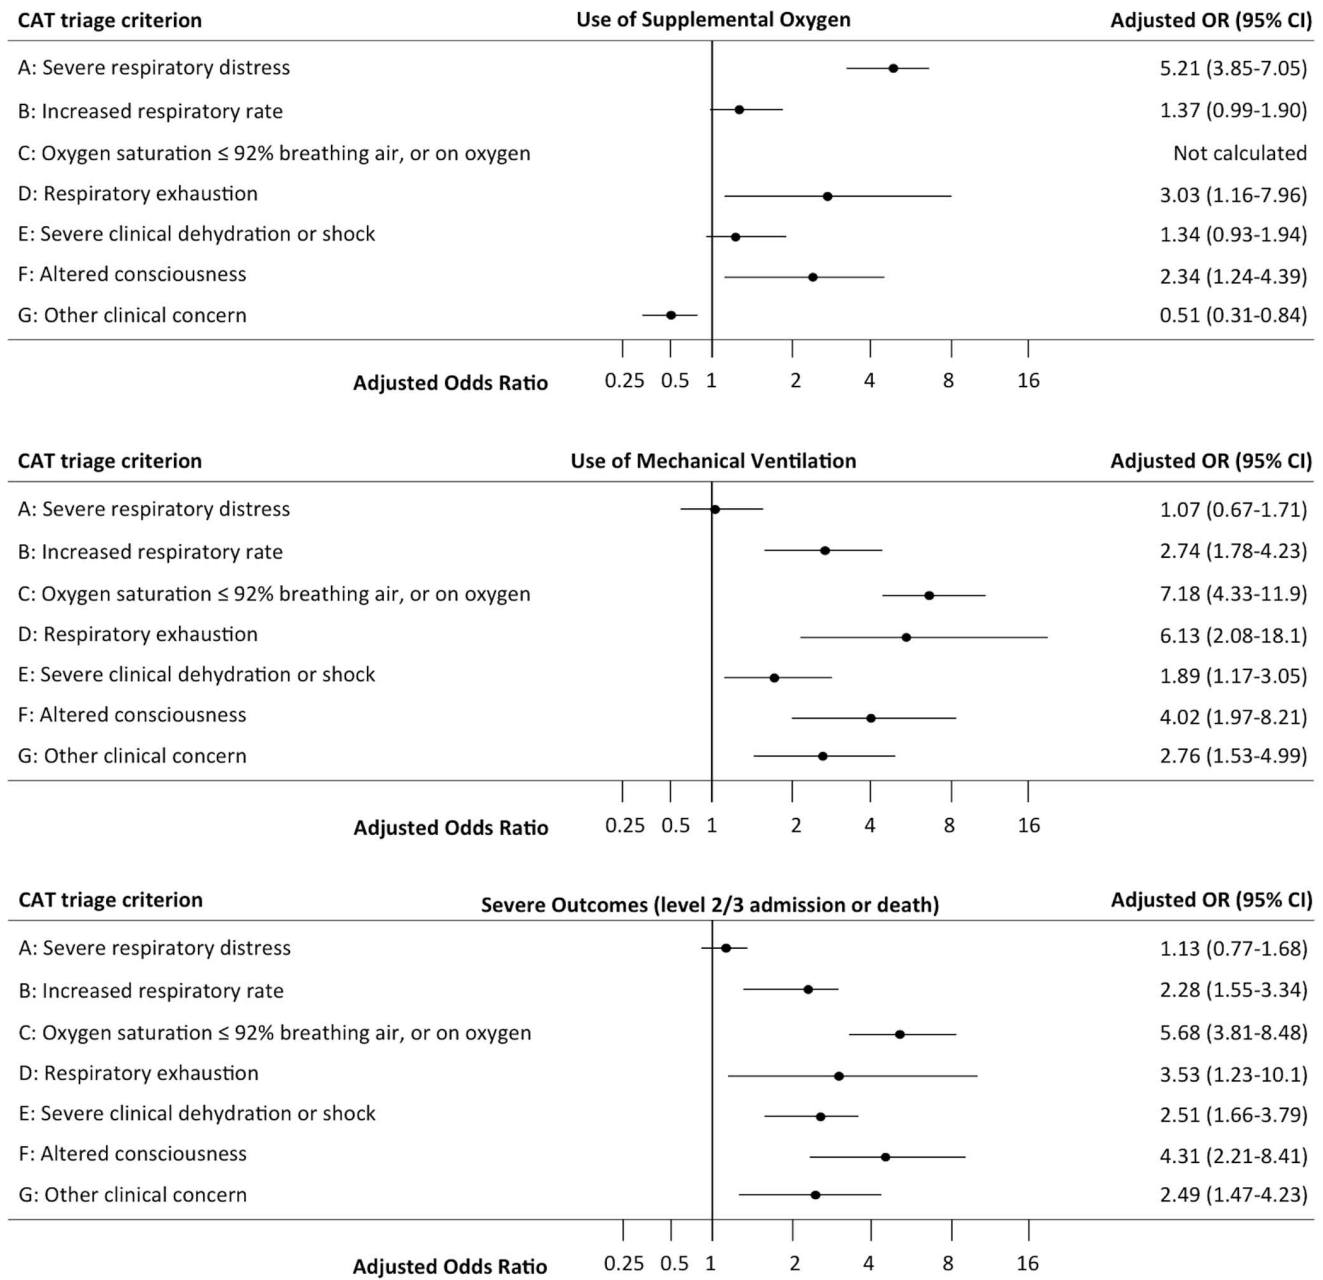 CAT triage criterion Use of Supplemental Oxygen Adjusted OR (95% CI)
A: Severe respiratory distress 5.21 (3.85-7.05)
B: Increased respiratory rate 1.37 (0.99-1.90)
C: Oxygen saturation ≤ 92% breathing air, or on oxygen Not calculated
D: Respiratory exhaustion 3.03 (1.16-7.96)
E: Severe clinical dehydration or shock 1.34 (0.93-1.94)
F: Altered consciousness 2.34 (1.24-4.39)
G: Other clinical concern 0.51 (0.31-0.84)
Adjusted Odds Ratio 0.25 0.5 1 2 4 8 16
CAT triage criterion Use of Mechanical Ventilation Adjusted OR (95% CI)
A: Severe respiratory distress 1.07 (0.67-1.71)
B: Increased respiratory rate 2.74 (1.78-4.23)
C: Oxygen saturation ≤ 92% breathing air, or on oxygen 7.18 (4.33-11.9)
D: Respiratory exhaustion 6.13 (2.08-18.1)
E: Severe clinical dehydration or shock 1.89 (1.17-3.05)
F: Altered consciousness 4.02 (1.97-8.21)
G: Other clinical concern 2.76 (1.53-4.99)
Adjusted Odds Ratio 0.25 0.5 1 2 4 8 16
CAT triage criterion Severe Outcomes (level 2/3 admission or death) Adjusted OR (95% CI)
A: Severe respiratory distress 1.13 (0.77-1.68)
B: Increased respiratory rate 2.28 (1.55-3.34)
C: Oxygen saturation ≤ 92% breathing air, or on oxygen 5.68 (3.81-8.48)
D: Respiratory exhaustion 3.53 (1.23-10.1)
E: Severe clinical dehydration or shock 2.51 (1.66-3.79)
F: Altered consciousness 4.31 (2.21-8.41)
G: Other clinical concern 2.49 (1.47-4.23)
Adjusted Odds Ratio 0.25 0.5 1 2 4 8 16